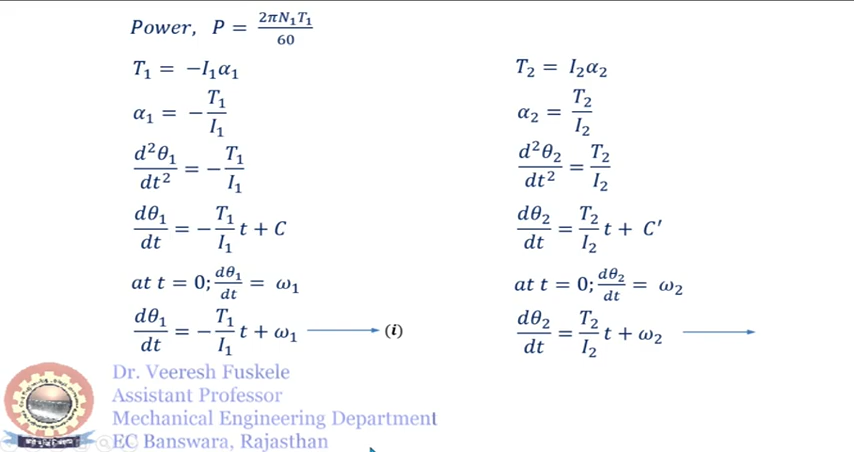 Power, P = 2πN₁T₁/60
T₁ = −I₁α₁
α₁ = −T₁/I₁
d²θ₁/dt² = −T₁/I₁
dθ₁/dt = −T₁/I₁ t + C
at t = 0; dθ₁/dt = ω₁
dθ₁/dt = −T₁/I₁ t + ω₁ ⟶ (i)
T₂ = I₂α₂
α₂ = T₂/I₂
d²θ₂/dt² = T₂/I₂
dθ₂/dt = T₂/I₂ t + C′
at t = 0; dθ₂/dt = ω₂
dθ₂/dt = T₂/I₂ t + ω₂ ⟶
Dr. Veeresh Fuskele
Assistant Professor
Mechanical Engineering Department
EC Banswara, Rajasthan